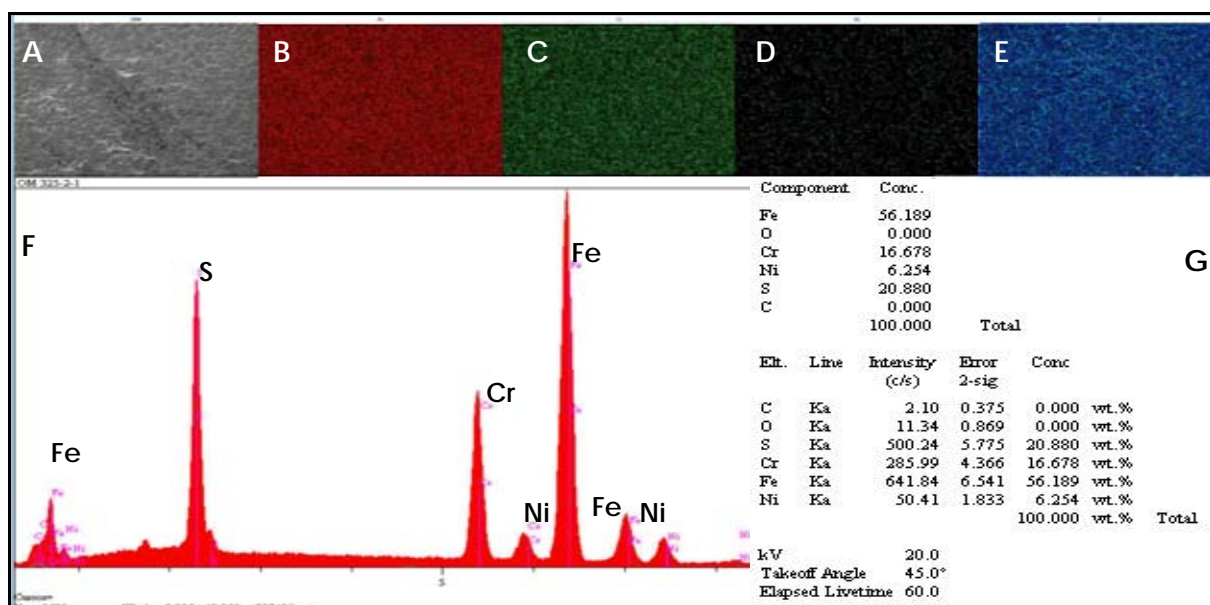 A B C D E
OM 325-2-1
F
S
Fe
Cr
Fe
Ni
Fe
Ni
5
G
Component Conc.
Fe 56.189
O 0.000
Cr 16.678
Ni 6.254
S 20.880
C 0.000
100.000 Total
Elt. Line Intensity Error Conc
(c/s) 2-sig
C Ka 2.10 0.375 0.000 wt.%
O Ka 11.34 0.869 0.000 wt.%
S Ka 500.24 5.775 20.880 wt.%
Cr Ka 285.99 4.366 16.678 wt.%
Fe Ka 641.84 6.541 56.189 wt.%
Ni Ka 50.41 1.833 6.254 wt.%
100.000 wt.% Total
kV 20.0
Takeoff Angle 45.0°
Elapsed Livetime 60.0